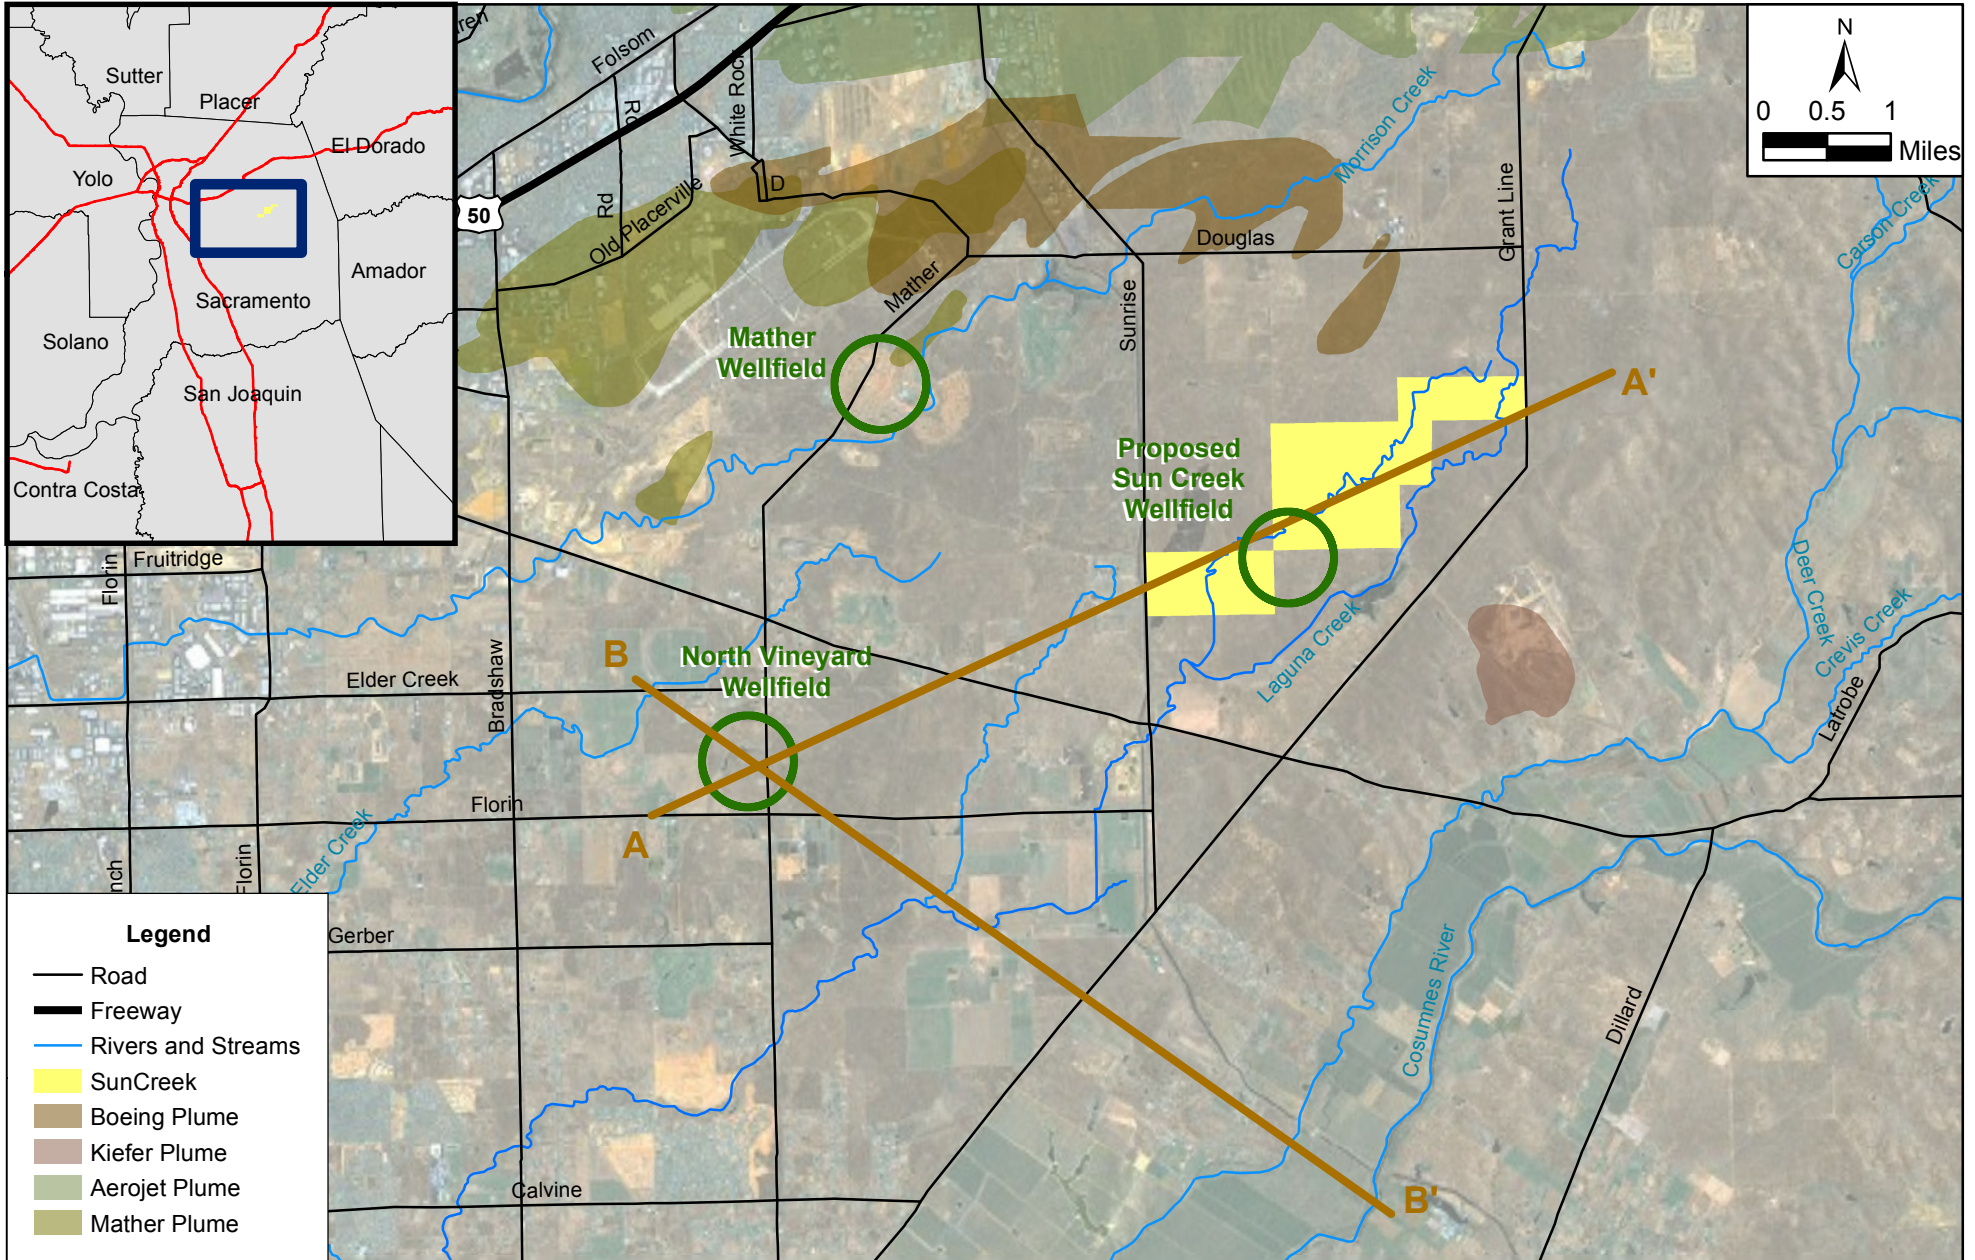 Sutter
Placer
El Dorado
Yolo
Amador
Sacramento
Solano
San Joaquin
Contra Costa
Folsom
White Rock
Rd
Rd
50
Old Placerville
D
Mather
Douglas
Sunrise
Grant Line
Morrison Creek
Carson Creek
N
0 0.5 1
Miles
Mather
Wellfield
A'
Proposed
Sun Creek
Wellfield
Fruitridge
Florin
Bradshaw
Elder Creek
B
North Vineyard
Wellfield
Laguna Creek
Deer Creek
Crevis Creek
Latrobe
Florin
A
Elder Creek
nch
Florin
Gerber
Cosumnes River
Dillard
Calvine
B'
Legend
Road
Freeway
Rivers and Streams
SunCreek
Boeing Plume
Kiefer Plume
Aerojet Plume
Mather Plume